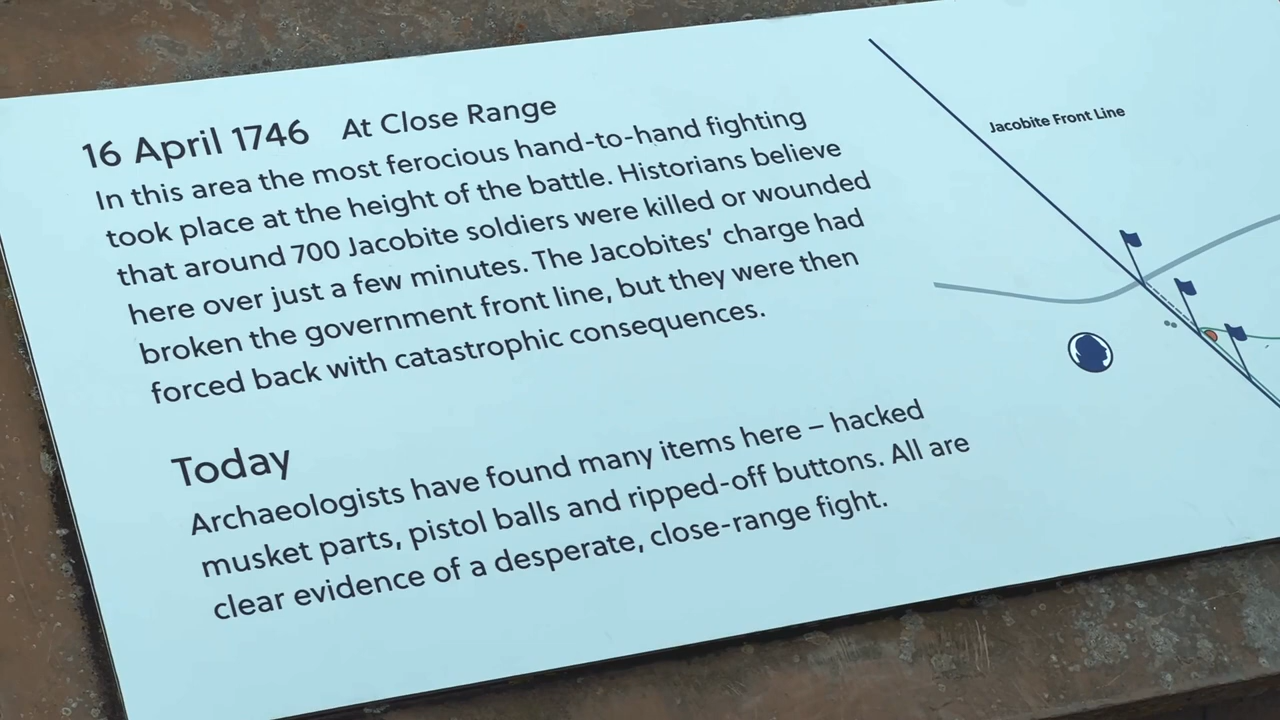 16 April 1746 At Close Range
In this area the most ferocious hand-to-hand fighting
took place at the height of the battle. Historians believe
that around 700 Jacobite soldiers were killed or wounded
here over just a few minutes. The Jacobites' charge had
broken the government front line, but they were then
forced back with catastrophic consequences.
Today
Archaeologists have found many items here – hacked
musket parts, pistol balls and ripped-off buttons. All are
clear evidence of a desperate, close-range fight.
Jacobite Front Line